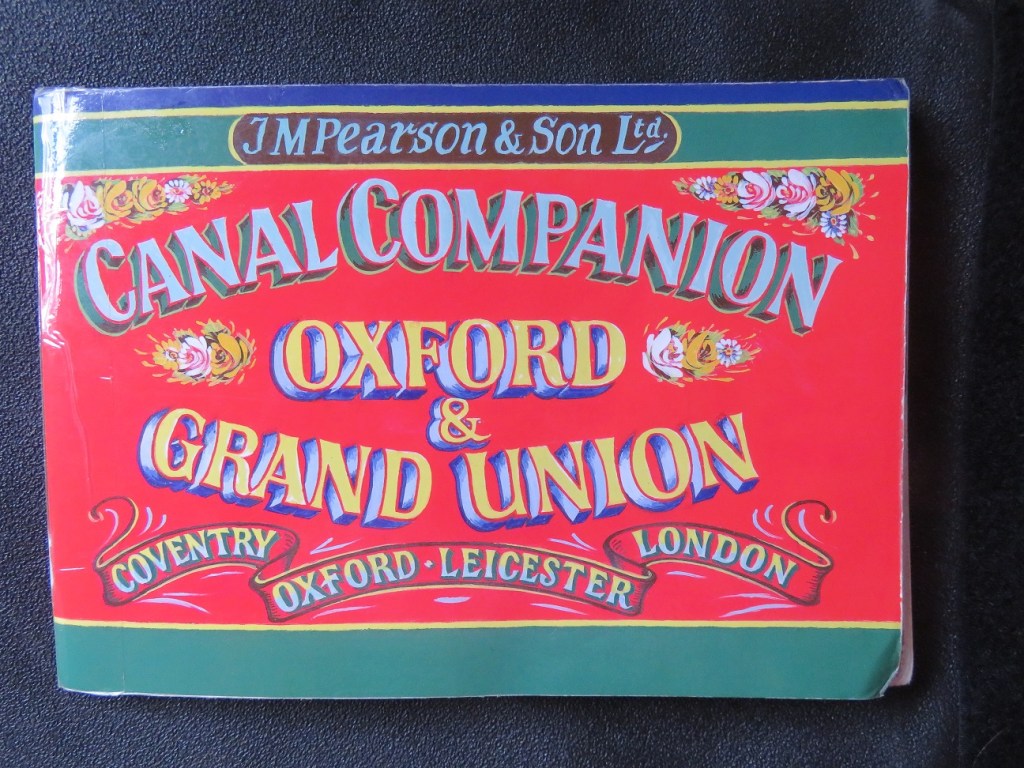 J M Pearson & Son Ltd.
CANAL COMPANION
OXFORD
&
GRAND UNION
COVENTRY
OXFORD · LEICESTER
LONDON